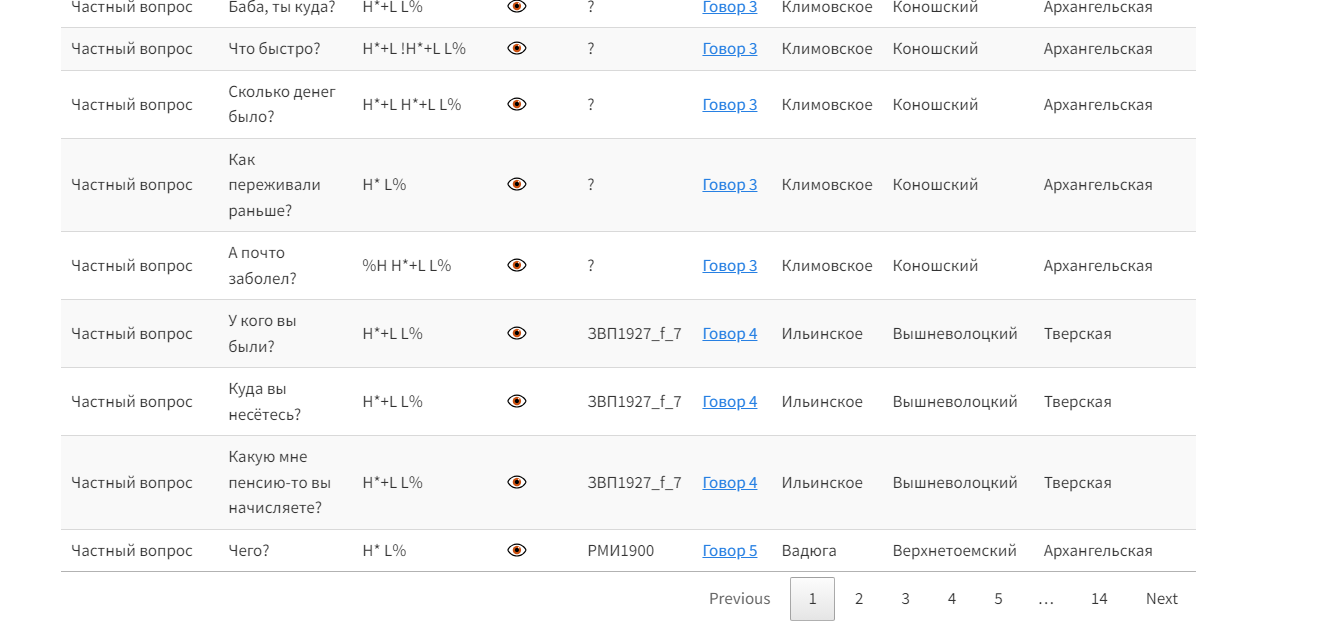 Частный вопрос Баба, ты куда? H*+L L% ? Говор 3 Климовское Коношский Архангельская
Частный вопрос Что быстро? H*+L !H*+L L% ? Говор 3 Климовское Коношский Архангельская
Частный вопрос Сколько денег было? H*+L H*+L L% ? Говор 3 Климовское Коношский Архангельская
Частный вопрос Как переживали раньше? H* L% ? Говор 3 Климовское Коношский Архангельская
Частный вопрос А почто заболел? %H H*+L L% ? Говор 3 Климовское Коношский Архангельская
Частный вопрос У кого вы были? H*+L L% ЗВП1927_f_7 Говор 4 Ильинское Вышневолоцкий Тверская
Частный вопрос Куда вы несётесь? H*+L L% ЗВП1927_f_7 Говор 4 Ильинское Вышневолоцкий Тверская
Частный вопрос Какую мне пенсию-то вы начисляете? H*+L L% ЗВП1927_f_7 Говор 4 Ильинское Вышневолоцкий Тверская
Частный вопрос Чего? H* L% РМИ1900 Говор 5 Вадюга Верхнетоемский Архангельская
Previous 1 2 3 4 5 … 14 Next